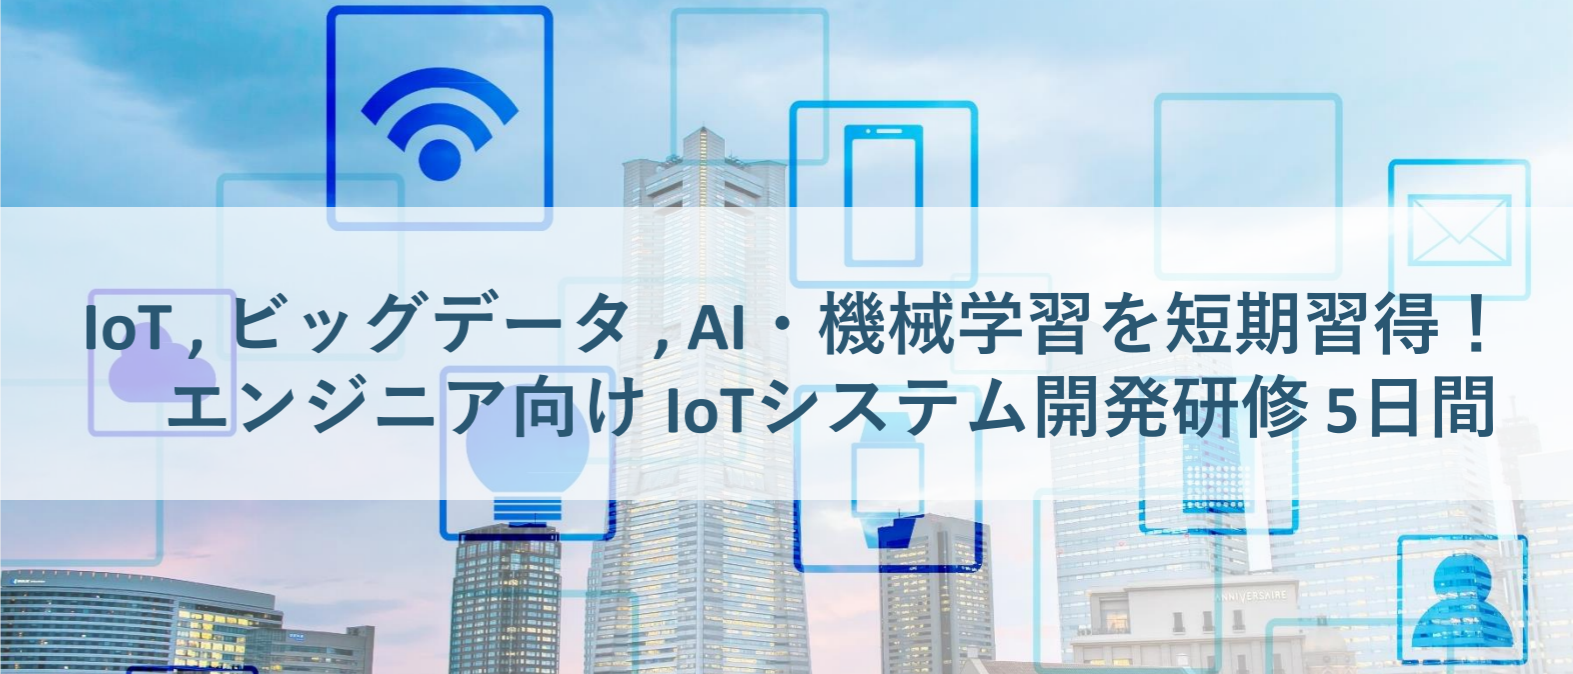 IoT , ビッグデータ , AI・機械学習を短期習得！
エンジニア向け IoTシステム開発研修 5日間
ANNIVERSAIRE